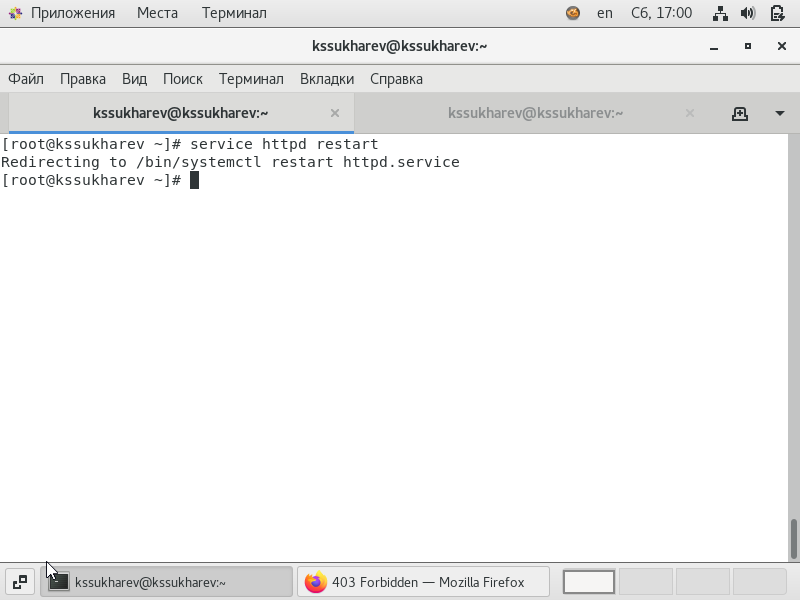 Приложения Места Терминал en Сб, 17:00
kssukharev@kssukharev:~
Файл Правка Вид Поиск Терминал Вкладки Справка
kssukharev@kssukharev:~ kssukharev@kssukharev:~
[root@kssukharev ~]# service httpd restart
Redirecting to /bin/systemctl restart httpd.service
[root@kssukharev ~]#
kssukharev@kssukharev:~ 403 Forbidden — Mozilla Firefox